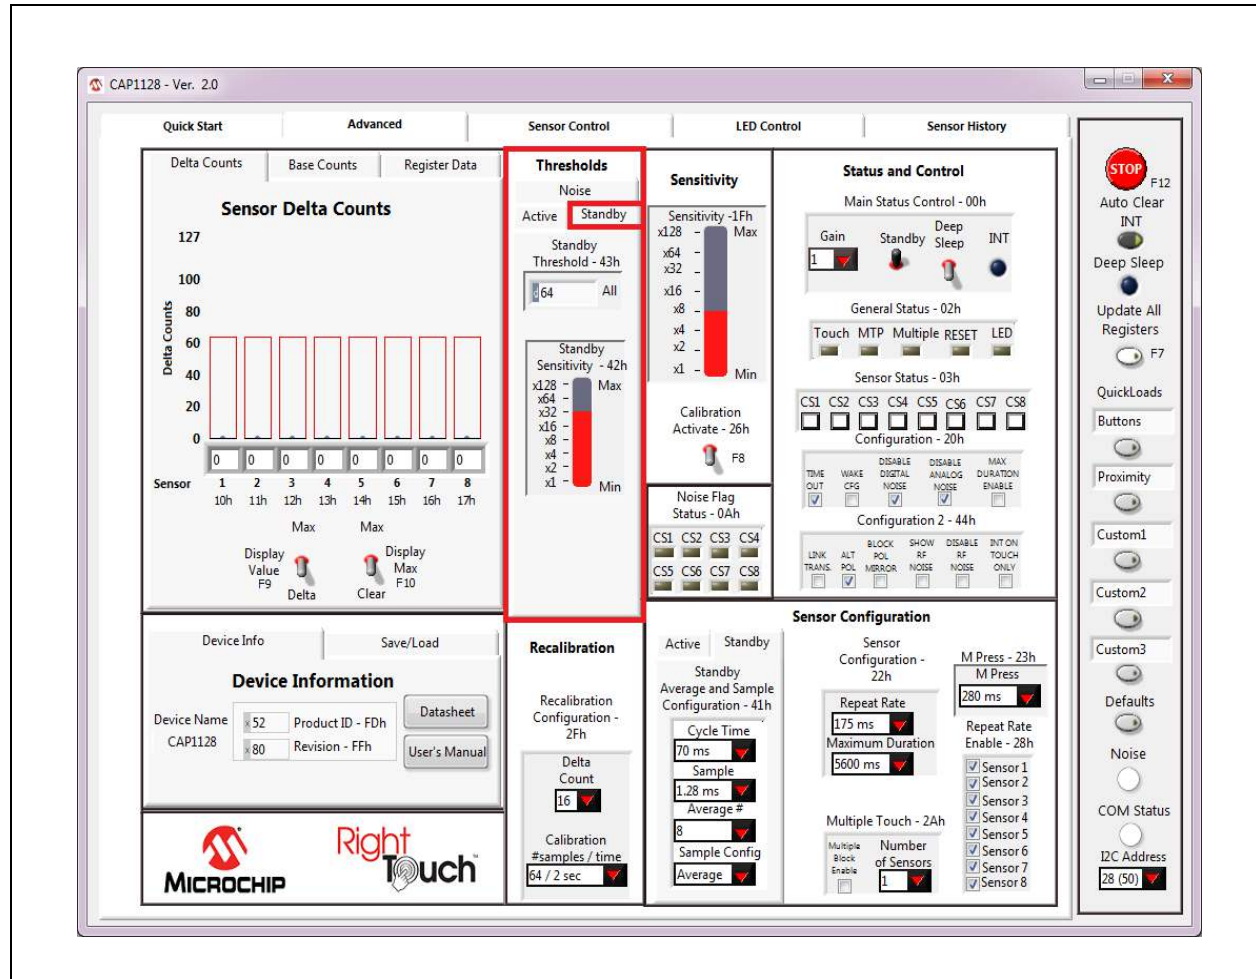 CAP1128 - Ver. 2.0
Quick Start
Advanced
Sensor Control
LED Control
Sensor History
Delta Counts
Base Counts
Register Data
Sensor Delta Counts
Delta Counts
127
100
80
60
40
20
0
0 0 0 0 0 0 0 0
Sensor 1 2 3 4 5 6 7 8
10h 11h 12h 13h 14h 15h 16h 17h
Max
Display
Value
F9
Delta
Max
Display
Max
F10
Clear
Thresholds
Noise
Active
Standby
Standby
Threshold - 43h
d 64
All
Standby
Sensitivity - 42h
x128
x64
x32
x16
x8
x4
x2
x1
Max
Min
Sensitivity
Sensitivity -1Fh
x128
x64
x32
x16
x8
x4
x2
x1
Max
Min
Calibration
Activate - 26h
F8
Noise Flag
Status - 0Ah
CS1 CS2 CS3 CS4
CS5 CS6 CS7 CS8
Status and Control
Main Status Control - 00h
Gain
1
Standby
Deep
Sleep
INT
General Status - 02h
Touch MTP Multiple RESET LED
Sensor Status - 03h
CS1 CS2 CS3 CS4 CS5 CS6 CS7 CS8
Configuration - 20h
TIME
OUT
WAKE
CFG
DISABLE
DIGITAL
NOISE
DISABLE
ANALOG
NOISE
MAX
DURATION
ENABLE
Configuration 2 - 44h
LINK
TRANS.
ALT
POL
BLOCK
POL
MIRROR
SHOW
RF
NOISE
DISABLE
RF
NOISE
INT ON
TOUCH
ONLY
Device Info
Save/Load
Device Information
Device Name
CAP1128
x 52
Product ID - FDh
x 80
Revision - FFh
Datasheet
User's Manual
MICROCHIP
Right
Touch™
Recalibration
Recalibration
Configuration -
2Fh
Delta
Count
16
Calibration
#samples / time
64 / 2 sec
Sensor Configuration
Active
Standby
Standby
Average and Sample
Configuration - 41h
Cycle Time
70 ms
Sample
1.28 ms
Average #
8
Sample Config
Average
Sensor
Configuration -
22h
Repeat Rate
175 ms
Maximum Duration
5600 ms
Multiple Touch - 2Ah
Multiple
Block
Enable
Number
of Sensors
1
M Press - 23h
M Press
280 ms
Repeat Rate
Enable - 28h
Sensor 1
Sensor 2
Sensor 3
Sensor 4
Sensor 5
Sensor 6
Sensor 7
Sensor 8
STOP
F12
Auto Clear
INT
Deep Sleep
Update All
Registers
F7
QuickLoads
Buttons
Proximity
Custom1
Custom2
Custom3
Defaults
Noise
COM Status
I2C Address
28 (50)